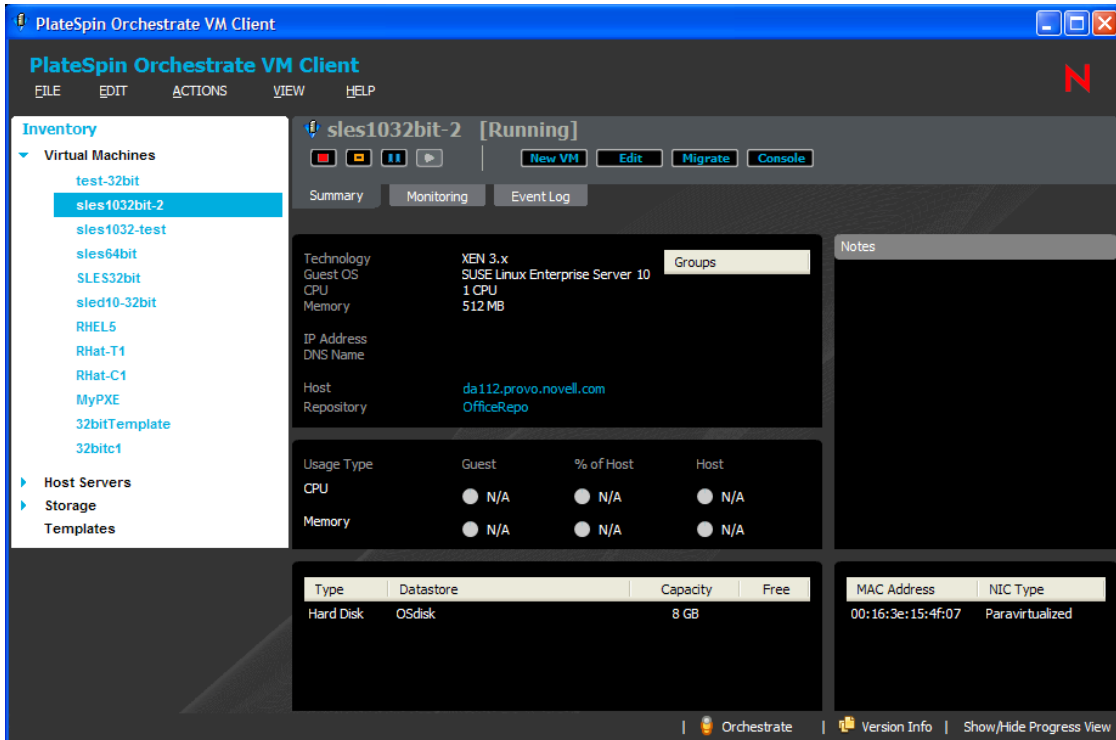 PlateSpin Orchestrate VM Client
PlateSpin Orchestrate VM Client
N
FILE EDIT ACTIONS VIEW HELP
Inventory
Virtual Machines
test-32bit
sles1032bit-2
sles1032-test
sles64bit
SLES32bit
sled10-32bit
RHEL5
RHat-T1
RHat-C1
MyPXE
32bitTemplate
32bitc1
Host Servers
Storage
Templates
sles1032bit-2 [Running]
New VM Edit Migrate Console
Summary Monitoring Event Log
Technology XEN 3.x
Guest OS SUSE Linux Enterprise Server 10
CPU 1 CPU
Memory 512 MB
IP Address
DNS Name
Host da112.provo.novell.com
Repository OfficeRepo
Groups
Notes
Usage Type Guest % of Host Host
CPU N/A N/A N/A
Memory N/A N/A N/A
Type Datastore Capacity Free
Hard Disk OSdisk 8 GB
MAC Address NIC Type
00:16:3e:15:4f:07 Paravirtualized
| Orchestrate | Version Info | Show/Hide Progress View